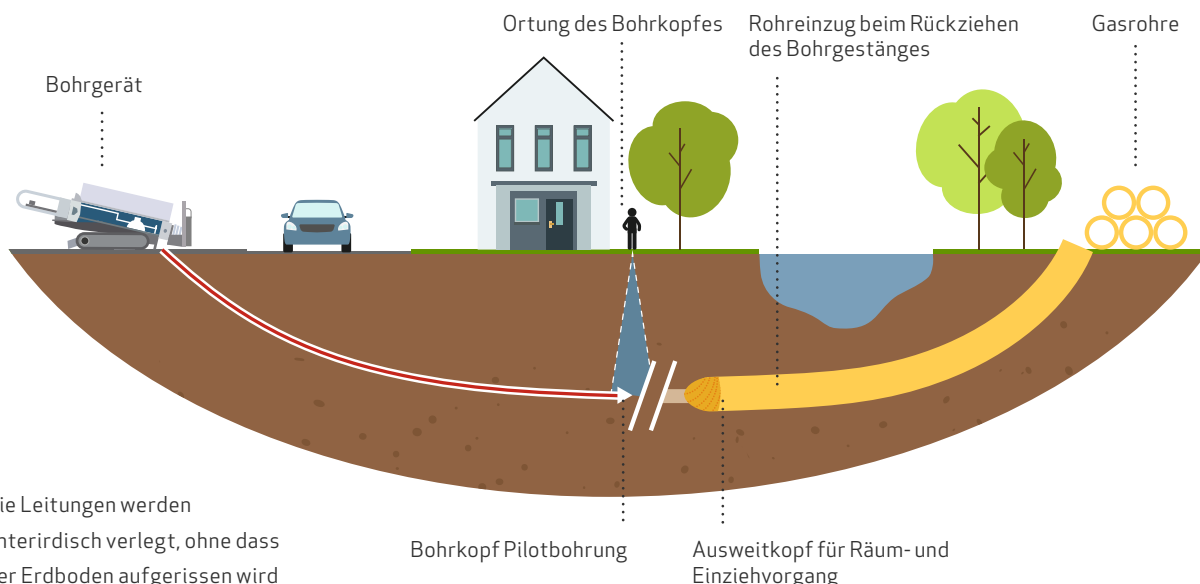 Ortung des Bohrkopfes
Rohreinzug beim Rückziehen
des Bohrgestänges
Gasrohre
Bohrgerät
ie Leitungen werden
nterirdisch verlegt, ohne dass
er Erdboden aufgerissen wird
Bohrkopf Pilotbohrung
Ausweitkopf für Räum- und
Einziehvorgang